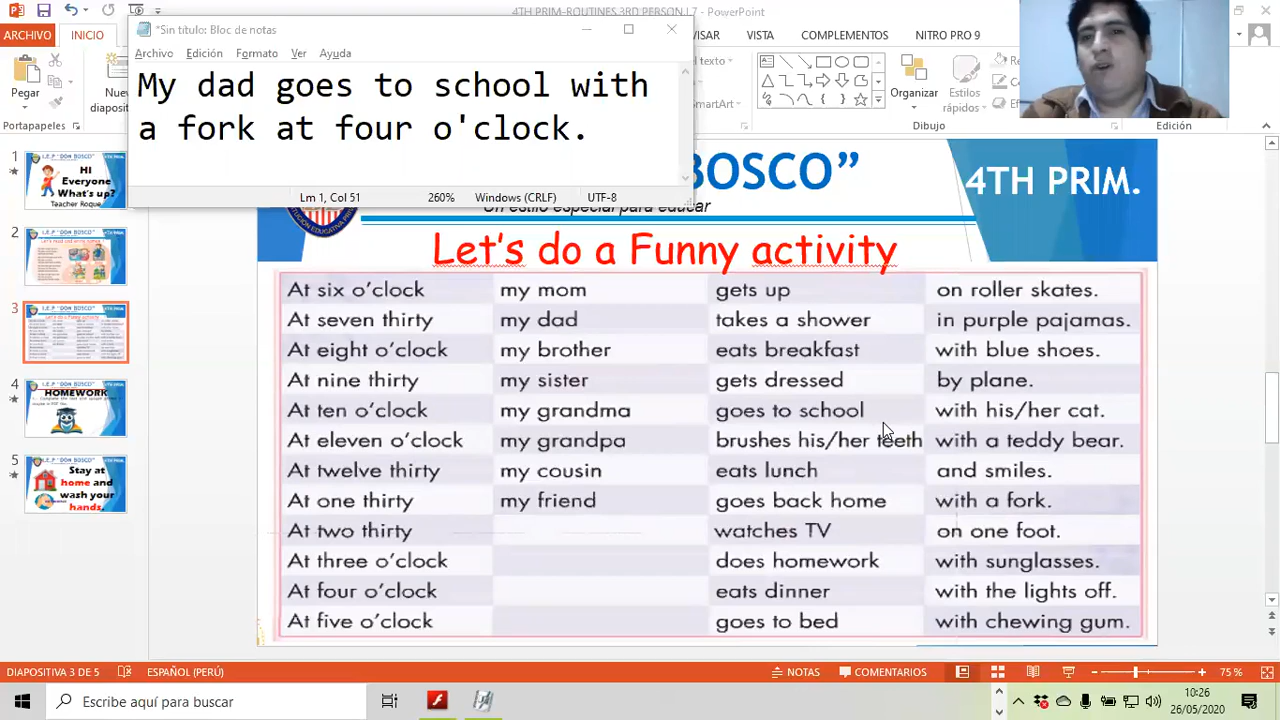 4TH PRIM-ROUTINES 3RD PERSON L7 - PowerPoint
ARCHIVO INICIO VISAR VISTA COMPLEMENTOS NITRO PRO 9
*Sin título: Bloc de notas
Archivo Edición Formato Ver Ayuda
My dad goes to school with
a fork at four o'clock.
Ln 1, Col 51 260% Windows (CRLF) UTF-8
Pegar
Portapapeles
SmartArt
Organizar
Estilos
rápidos
Dibujo
Edición
1
I.E.P "DON BOSCO"
HI
Everyone
What's up?
Teacher Roque
2
3
4
HOMEWORK
5
Stay at
home and
wash your
hands.
BOSCO”
4TH PRIM.
Un estilo especial para educar
Let's do a Funny activity
At six o'clock my mom gets up on roller skates.
At seven thirty my dad takes a shower in purple pajamas.
At eight o'clock my brother eats breakfast with blue shoes.
At nine thirty my sister gets dressed by plane.
At ten o'clock my grandma goes to school with his/her cat.
At eleven o'clock my grandpa brushes his/her teeth with a teddy bear.
At twelve thirty my cousin eats lunch and smiles.
At one thirty my friend goes back home with a fork.
At two thirty watches TV on one foot.
At three o'clock does homework with sunglasses.
At four o'clock eats dinner with the lights off.
At five o'clock goes to bed with chewing gum.
DIAPOSITIVA 3 DE 5 ESPAÑOL (PERÚ) NOTAS COMENTARIOS 75 %
Escribe aquí para buscar
10:26
26/05/2020